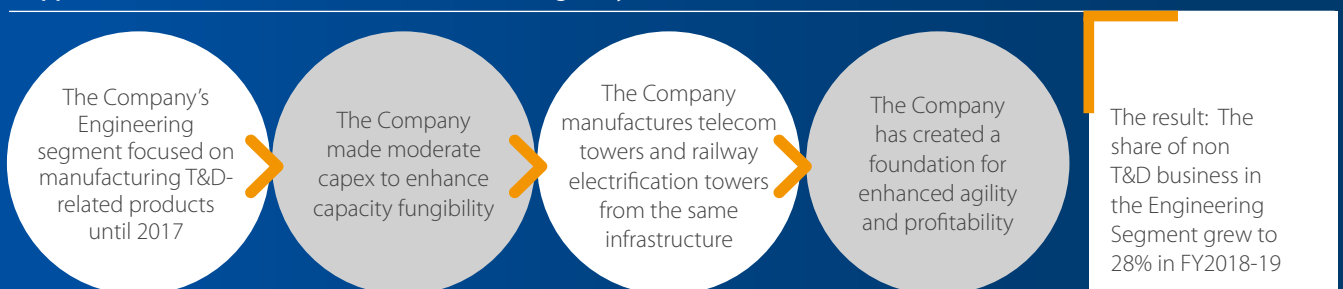 The Company's
Engineering
segment focused on
manufacturing T&D-
related products
until 2017
The Company
made moderate
capex to enhance
capacity fungibility
The Company
manufactures telecom
towers and railway
electrification towers
from the same
infrastructure
The Company
has created a
foundation for
enhanced agility
and profitability
The result: The
share of non
T&D business in
the Engineering
Segment grew to
28% in FY2018-19